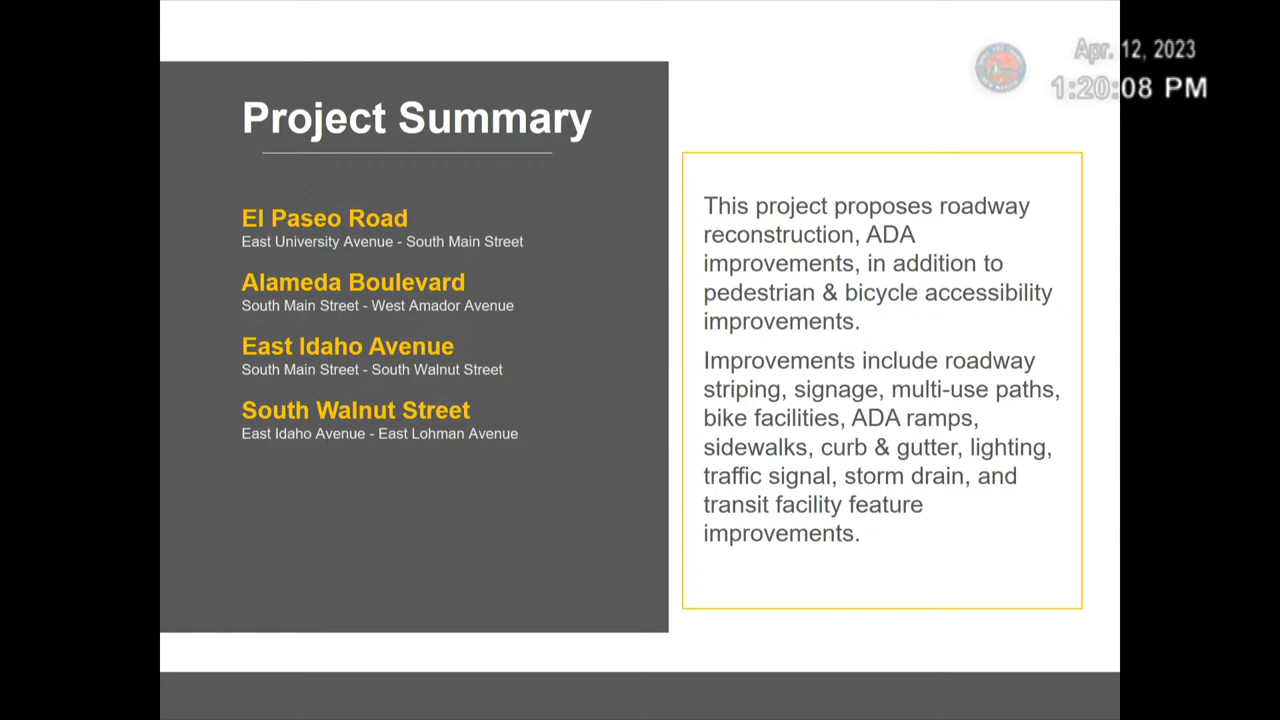 Apr. 12, 2023
1:20:08 PM
Project Summary
El Paseo Road
East University Avenue - South Main Street
Alameda Boulevard
South Main Street - West Amador Avenue
East Idaho Avenue
South Main Street - South Walnut Street
South Walnut Street
East Idaho Avenue - East Lohman Avenue
This project proposes roadway
reconstruction, ADA
improvements, in addition to
pedestrian & bicycle accessibility
improvements.
Improvements include roadway
striping, signage, multi-use paths,
bike facilities, ADA ramps,
sidewalks, curb & gutter, lighting,
traffic signal, storm drain, and
transit facility feature
improvements.